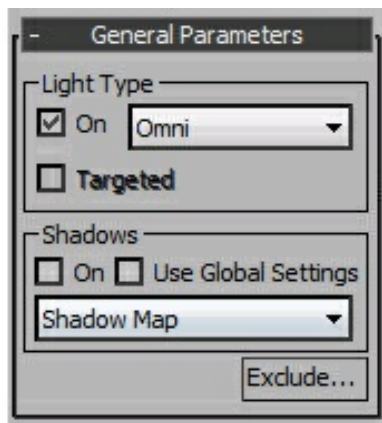 - General Parameters
Light Type
On Omni
Targeted
Shadows
On Use Global Settings
Shadow Map
Exclude...